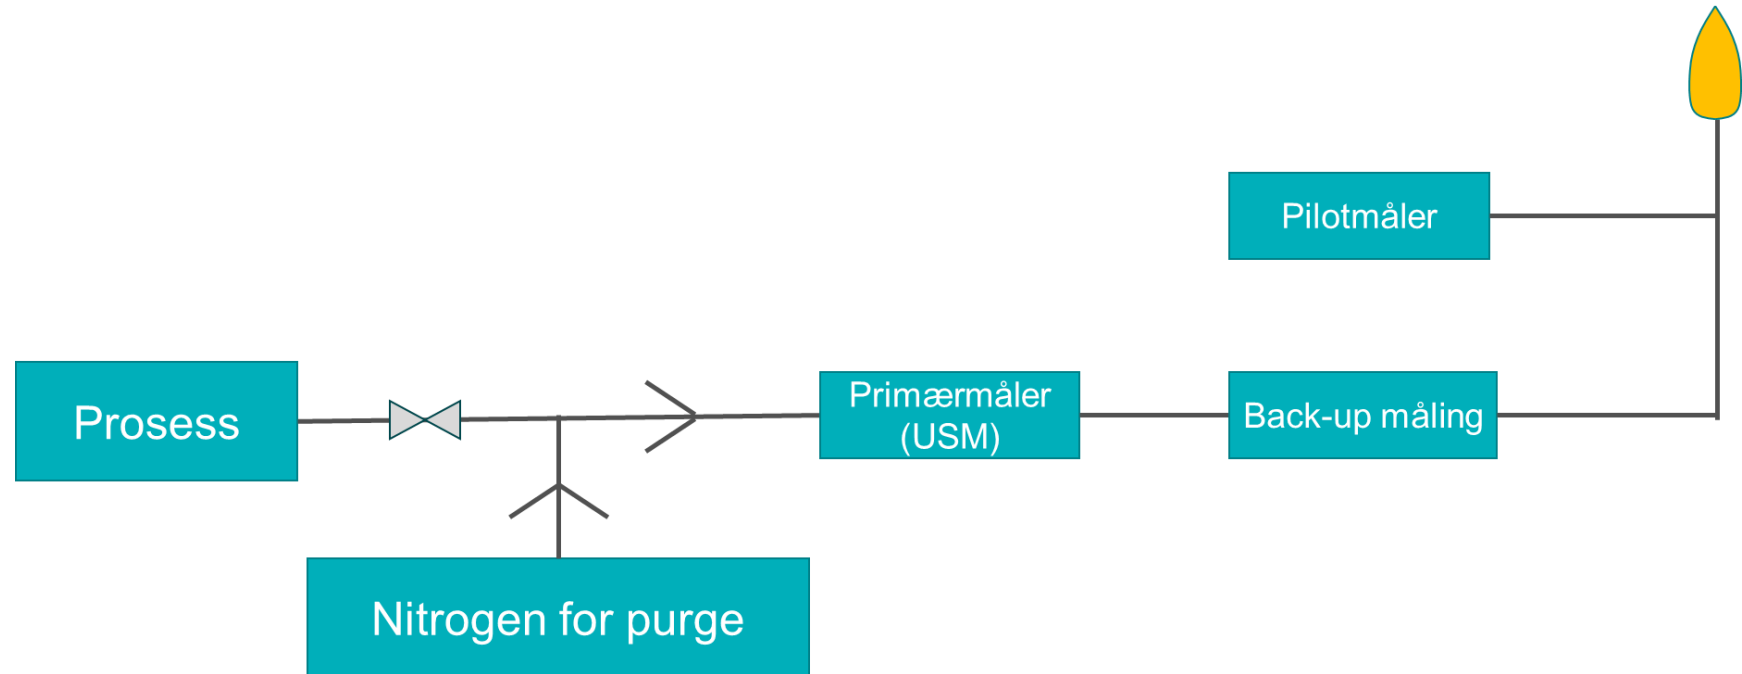 Pilotmåler
Prosess
Primærmåler
(USM)
Back-up måling
Nitrogen for purge